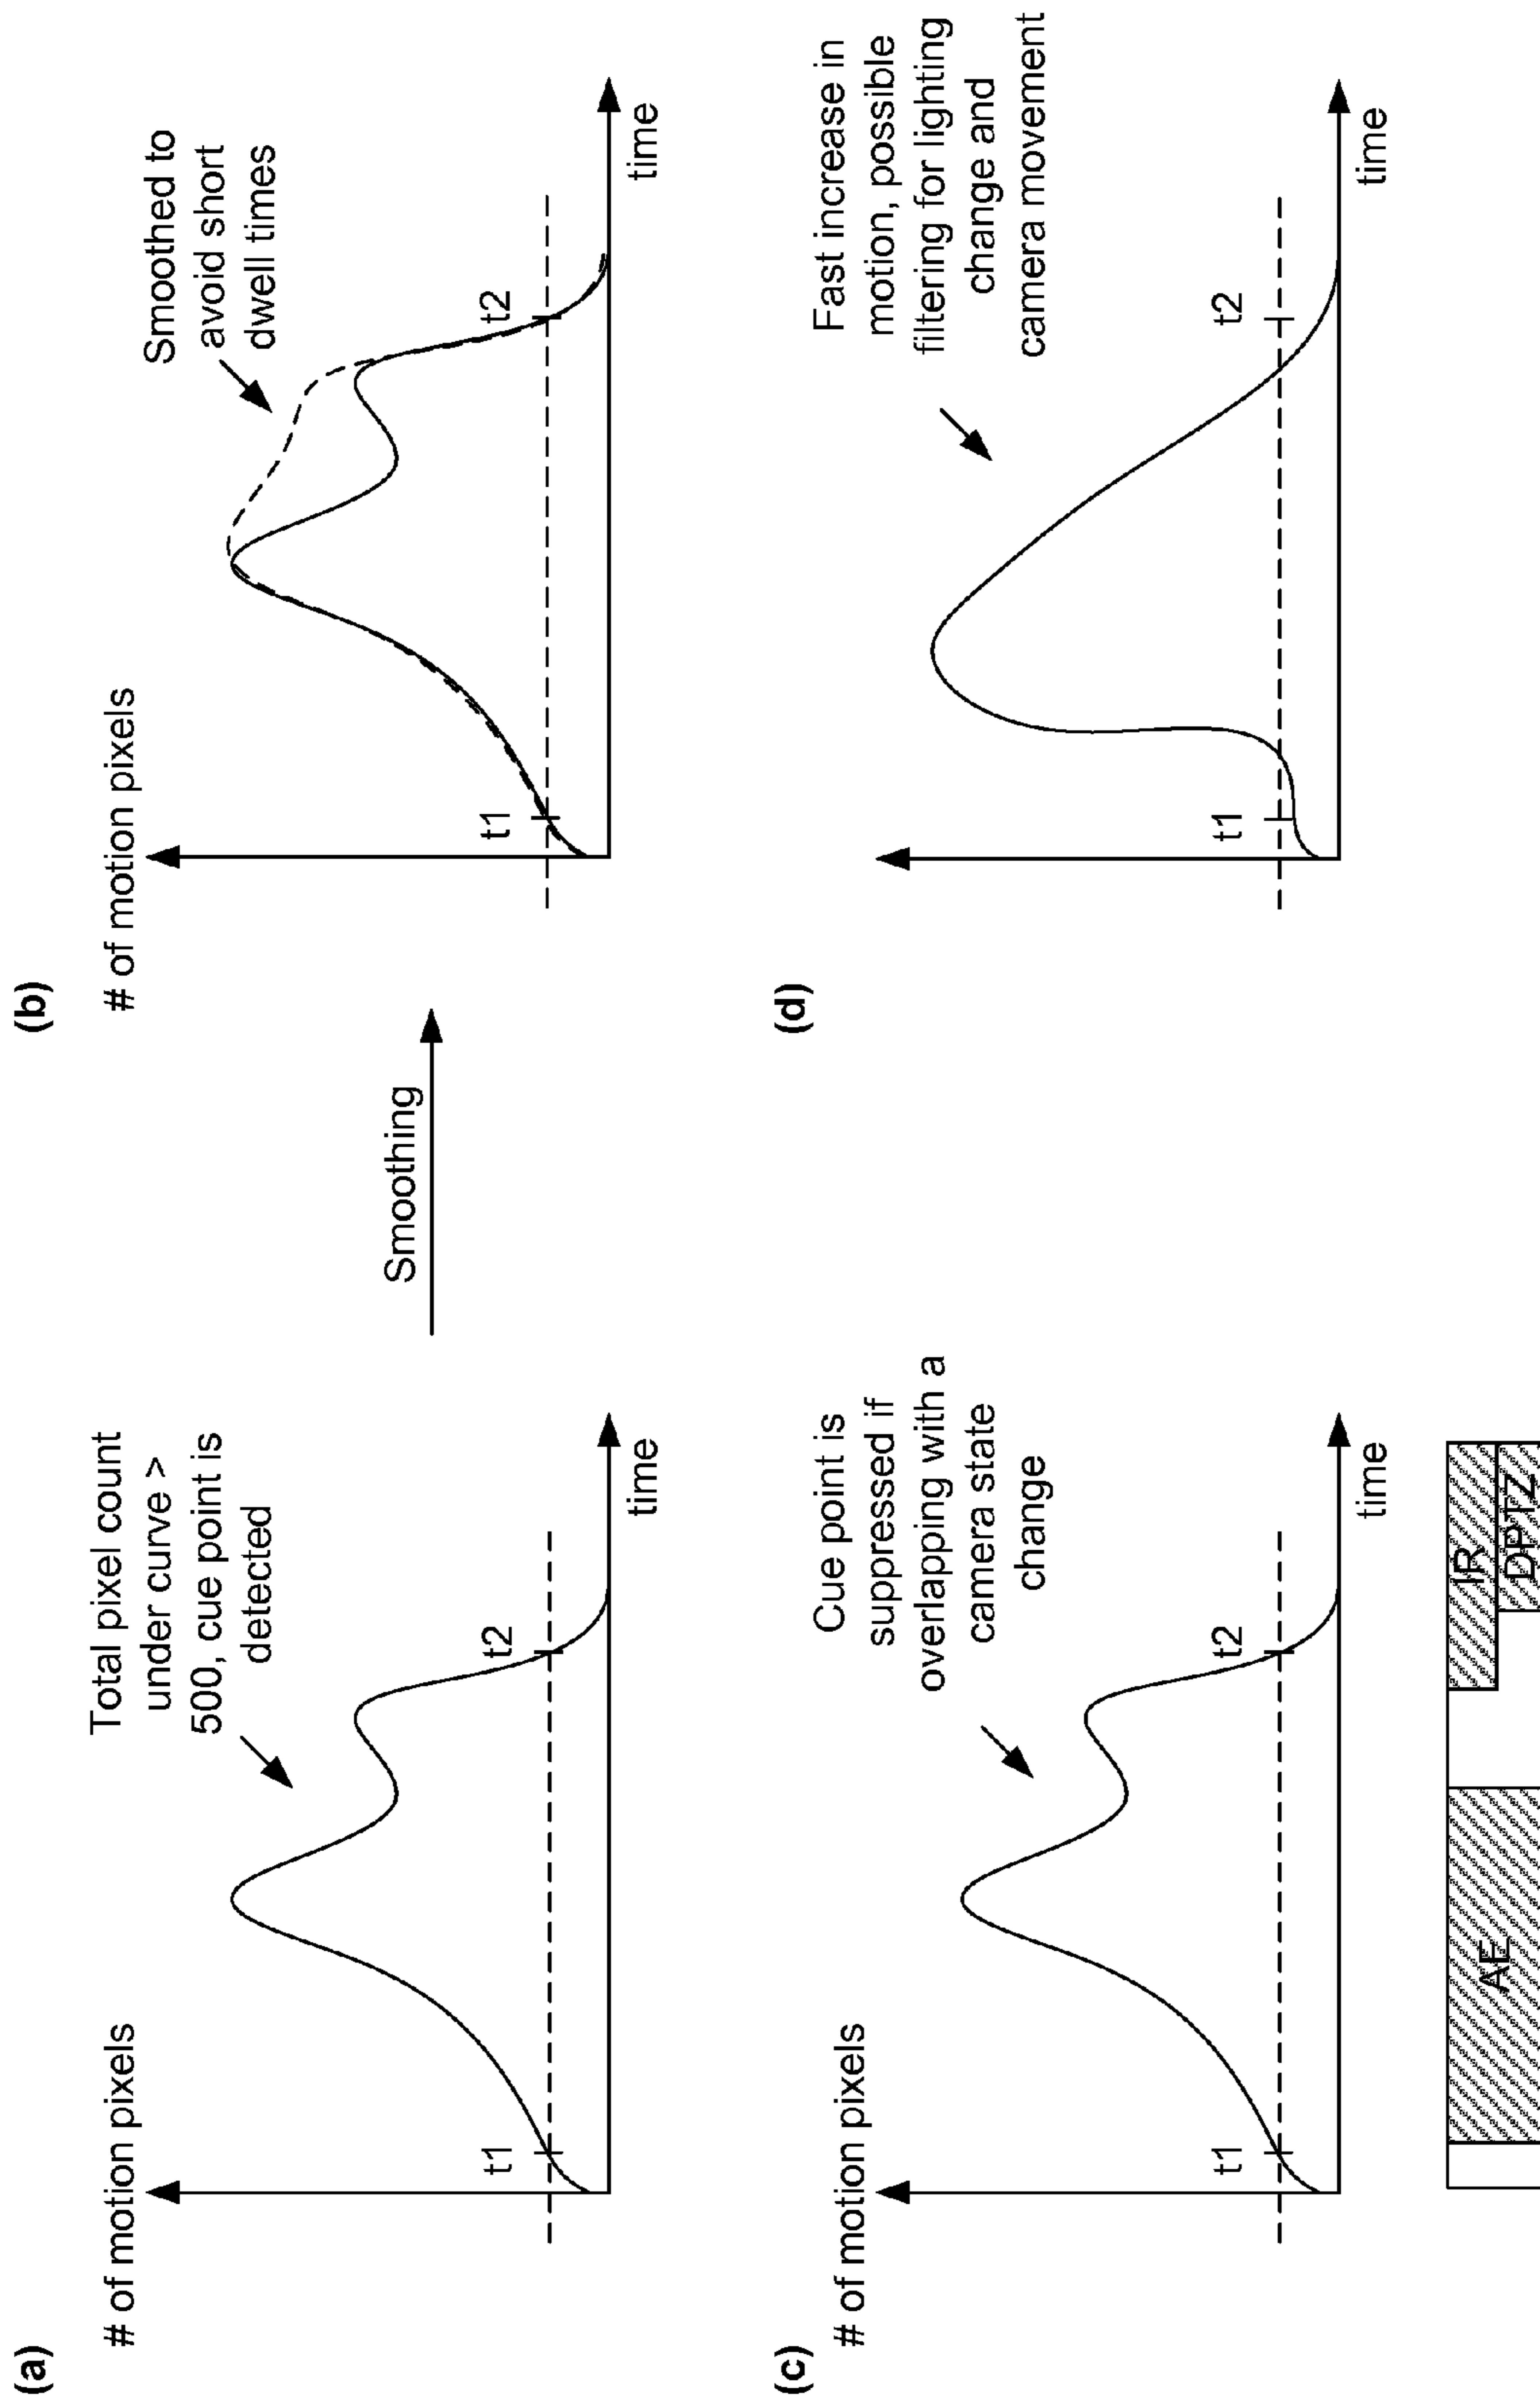 (a)
# of motion pixels
Total pixel count
under curve >
500, cue point is
detected
t1
t2
time
Smoothing
(b)
# of motion pixels
Smoothed to
avoid short
dwell times
t1
t2
time
(c)
# of motion pixels
Cue point is
suppressed if
overlapping with a
camera state
change
t1
t2
time
AE
IR
DPTZ
(d)
Fast increase in
motion, possible
filtering for lighting
change and
camera movement
t1
t2
time